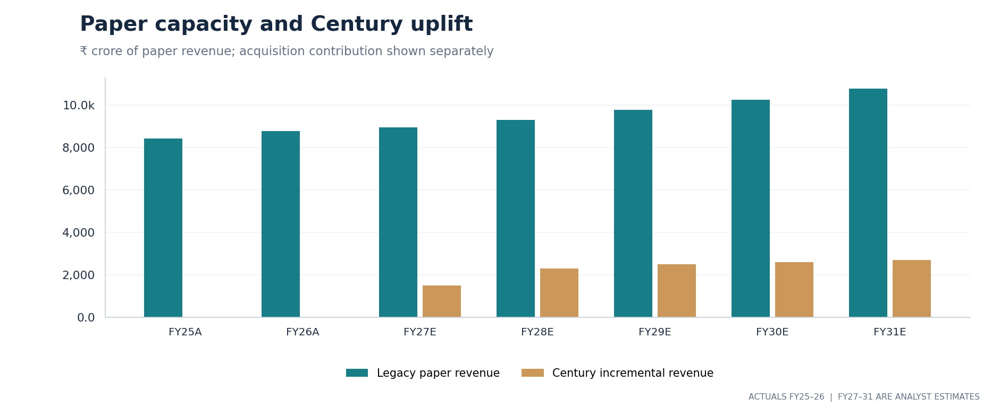 Paper capacity and Century uplift
₹ crore of paper revenue; acquisition contribution shown separately
10.0k
8,000
6,000
4,000
2,000
0.0
FY25A FY26A FY27E FY28E FY29E FY30E FY31E
Legacy paper revenue Century incremental revenue
ACTUALS FY25–26 | FY27–31 ARE ANALYST ESTIMATES